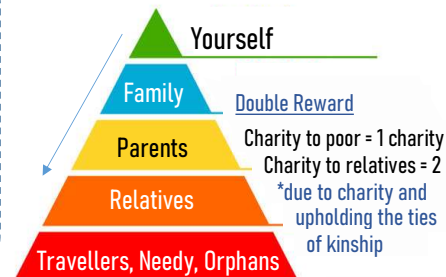 Yourself
Family
Double Reward
Parents
Charity to poor = 1 charity
Charity to relatives = 2
*due to charity and
upholding the ties
of kinship
Relatives
Travellers, Needy, Orphans